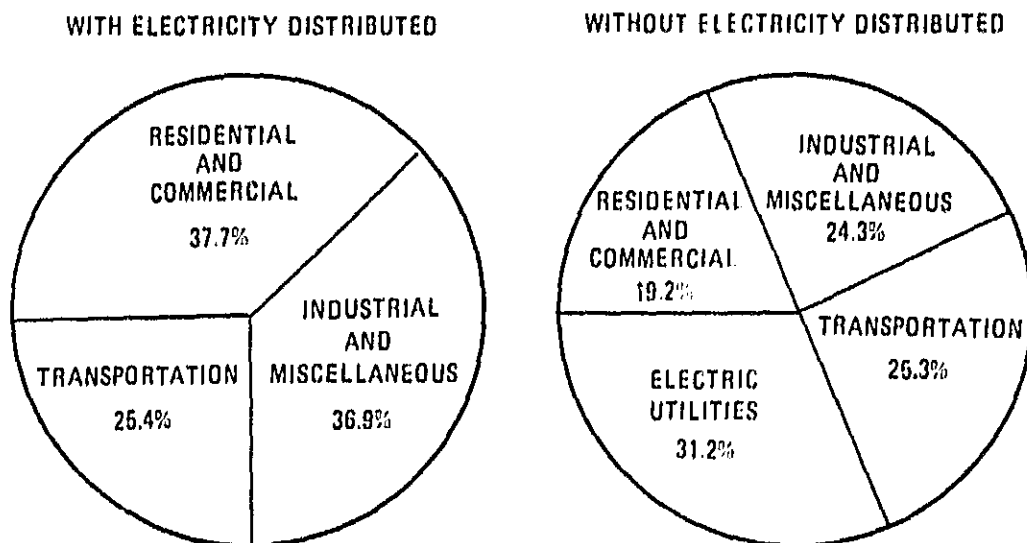 WITH ELECTRICITY DISTRIBUTED
RESIDENTIAL
AND
COMMERCIAL
37.7%
INDUSTRIAL
AND
MISCELLANEOUS
36.9%
TRANSPORTATION
25.4%
WITHOUT ELECTRICITY DISTRIBUTED
INDUSTRIAL
AND
MISCELLANEOUS
24.3%
RESIDENTIAL
AND
COMMERCIAL
19.2%
TRANSPORTATION
25.3%
ELECTRIC
UTILITIES
31.2%